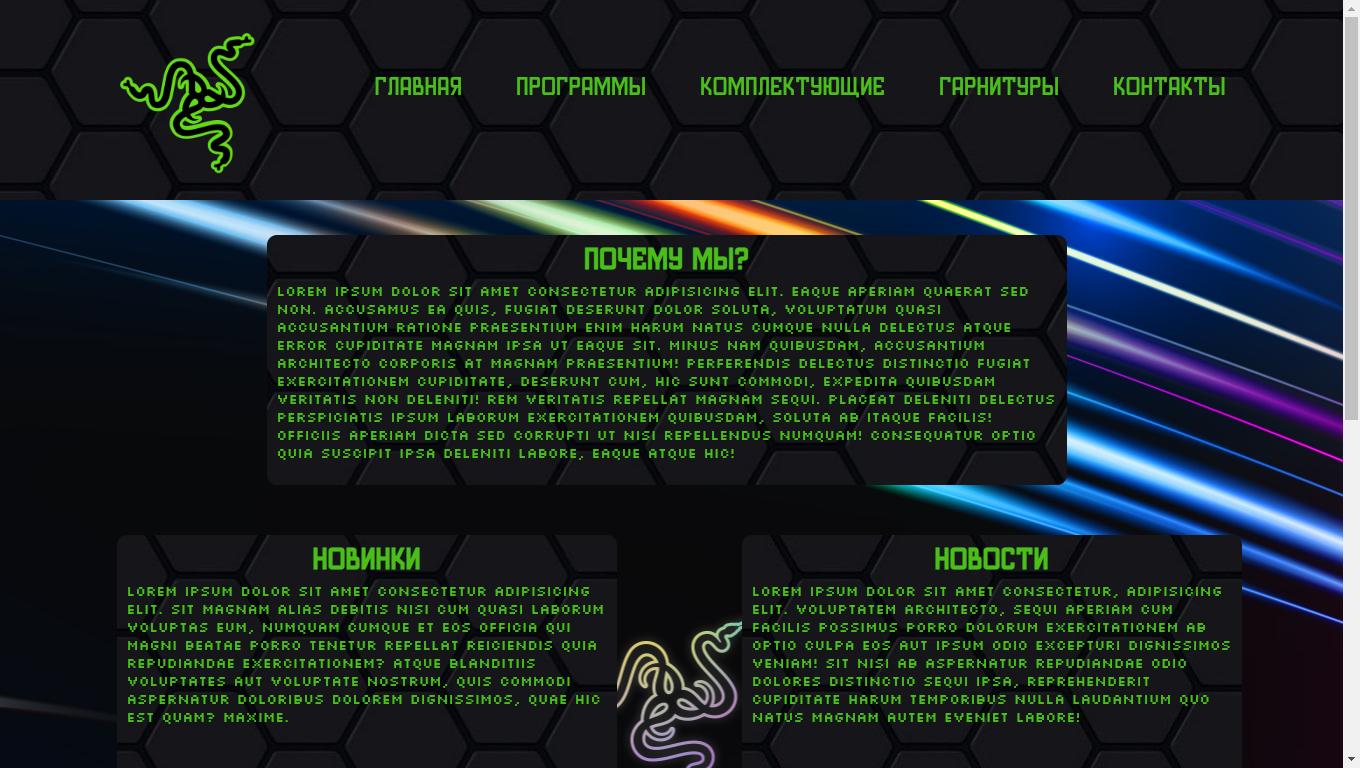 ГЛАВНАЯ ПРОГРАММЫ КОМПЛЕКТУЮЩИЕ ГАРНИТУРЫ КОНТАКТЫ
ПОЧЕМУ МЫ?
LOREM IPSUM DOLOR SIT AMET CONSECTETUR ADIPISICING ELIT. EAQUE APERIAM QUAERAT SED
NON. ACCUSAMUS EA QUIS, FUGIAT DESERUNT DOLOR SOLUTA, VOLUPTATUM QUASI
ACCUSANTIUM RATIONE PRAESENTIUM ENIM HARUM NATUS CUMQUE NULLA DELECTUS ATQUE
ERROR CUPIDITATE MAGNAM IPSA UT EAQUE SIT. MINUS NAM QUIBUSDAM, ACCUSANTIUM
ARCHITECTO CORPORIS AT MAGNAM PRAESENTIUM! PERFERENDIS DELECTUS DISTINCTIO FUGIAT
EXERCITATIONEM CUPIDITATE, DESERUNT CUM, HIC SUNT COMMODI, EXPEDITA QUIBUSDAM
VERITATIS NON DELENITI! REM VERITATIS REPELLAT MAGNAM SEQUI. PLACEAT DELENITI DELECTUS
PERSPICIATIS IPSUM LABORUM EXERCITATIONEM QUIBUSDAM, SOLUTA AB ITAQUE FACILIS!
OFFICIIS APERIAM DICTA SED CORRUPTI UT NISI REPELLENDUS NUMQUAM! CONSEQUATUR OPTIO
QUIA SUSCIPIT IPSA DELENITI LABORE, EAQUE ATQUE HIC!
НОВИНКИ
LOREM IPSUM DOLOR SIT AMET CONSECTETUR ADIPISICING
ELIT. SIT MAGNAM ALIAS DEBITIS NISI CUM QUASI LABORUM
VOLUPTAS EUM, NUMQUAM CUMQUE ET EOS OFFICIA QUI
MAGNI BEATAE PORRO TENETUR REPELLAT REICIENDIS QUIA
REPUDIANDAE EXERCITATIONEM? ATQUE BLANDITIIS
VOLUPTATES AUT VOLUPTATE NOSTRUM, QUIS COMMODI
ASPERNATUR DOLORIBUS DOLOREM DIGNISSIMOS, QUAE HIC
EST QUAM? MAXIME.
НОВОСТИ
LOREM IPSUM DOLOR SIT AMET CONSECTETUR, ADIPISICING
ELIT. VOLUPTATEM ARCHITECTO, SEQUI APERIAM CUM
FACILIS POSSIMUS PORRO DOLORUM EXERCITATIONEM AB
OPTIO CULPA EOS AUT IPSUM ODIO EXCEPTURI DIGNISSIMOS
VENIAM! SIT NISI AB ASPERNATUR REPUDIANDAE ODIO
DOLORES DISTINCTIO SEQUI IPSA, REPREHENDERIT
CUPIDITATE HARUM TEMPORIBUS NULLA LAUDANTIUM QUO
NATUS MAGNAM AUTEM EVENIET LABORE!